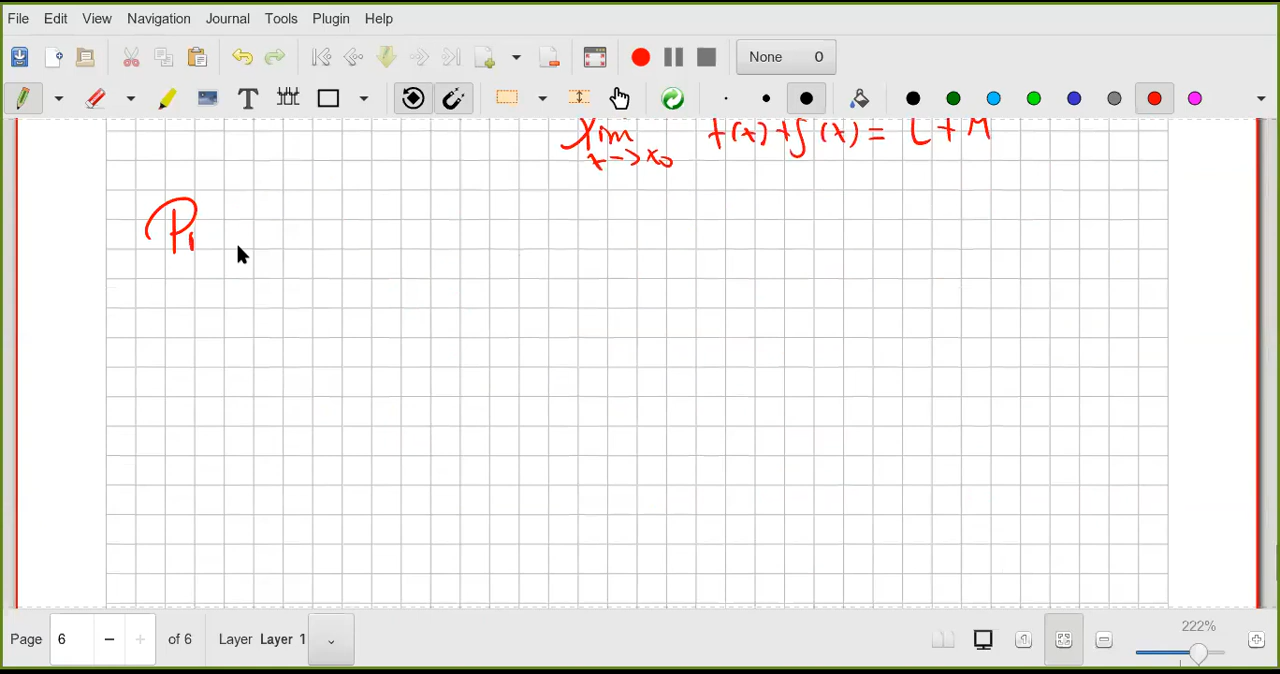 File Edit View Navigation Journal Tools Plugin Help
None 0
T
lim f(x) + g(x) = L + M
x -> x₀
Page 6 of 6 Layer Layer 1 222%